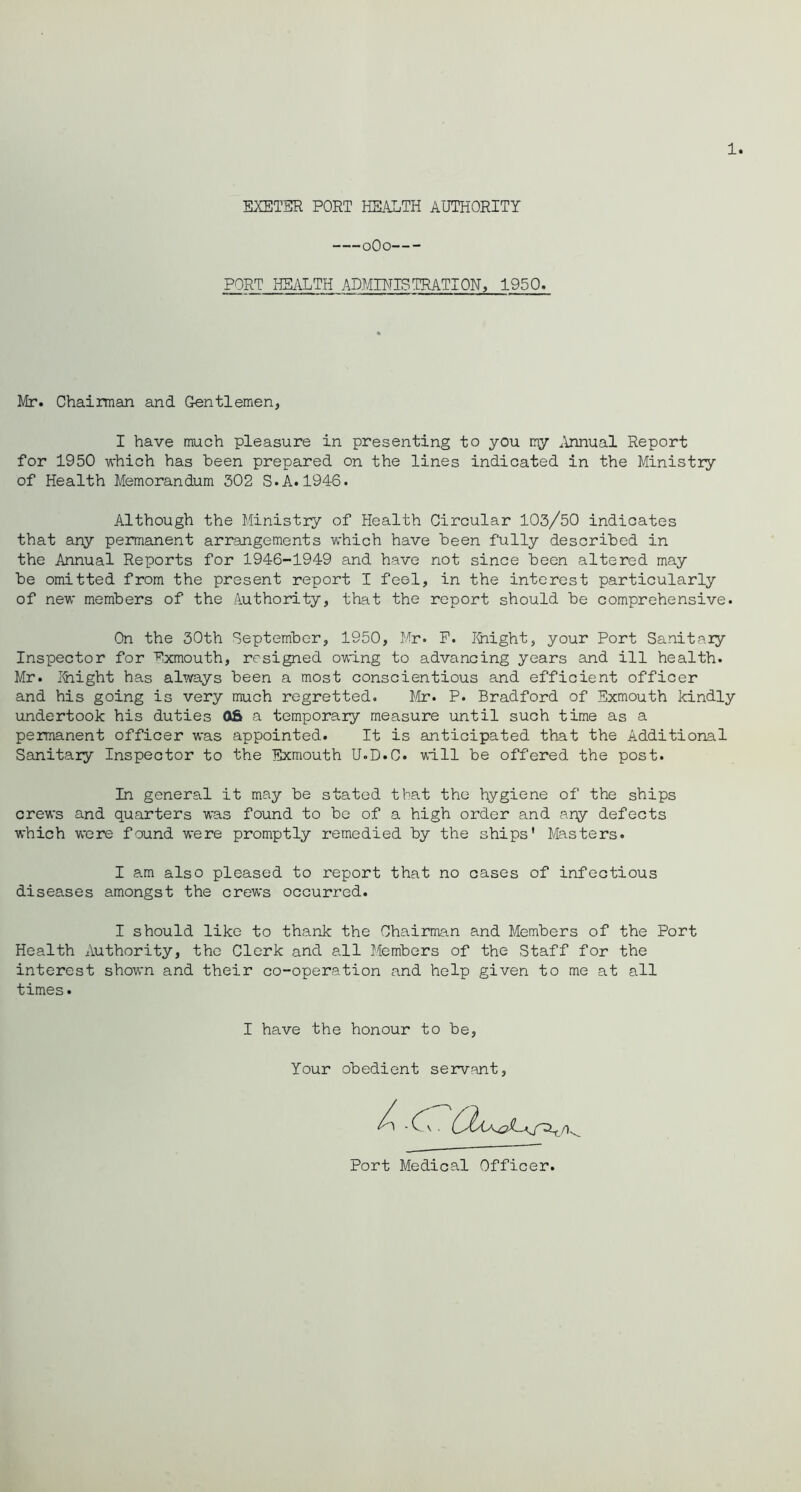 1.
EXETER PORT HEALTH AUTHORITY
---oOo---
PORT HEALTH ADMINISTRATION, 1950.
Mr. Chairman and Gentlemen,
I have much pleasure in presenting to you my Annual Report
for 1950 which has been prepared on the lines indicated in the Ministry
of Health Memorandum 302 S.A.1946.
Although the Ministry of Health Circular 103/50 indicates
that any permanent arrangements which have been fully described in
the Annual Reports for 1946-1949 and have not since been altered may
be omitted from the present report I feel, in the interest particularly
of new members of the Authority, that the report should be comprehensive.
On the 30th September, 1950, Mr. F. Knight, your Port Sanitary
Inspector for Exmouth, resigned owing to advancing years and ill health.
Mr. Knight has always been a most conscientious and efficient officer
and his going is very much regretted. Mr. P. Bradford of Exmouth kindly
undertook his duties as a temporary measure until such time as a
permanent officer was appointed. It is anticipated that the Additional
Sanitary Inspector to the Exmouth U.D.C. will be offered the post.
In general it may be stated that the hygiene of the ships
crews and quarters was found to be of a high order and any defects
which were found were promptly remedied by the ships' Masters.
I am also pleased to report that no cases of infectious
diseases amongst the crews occurred.
I should like to thank the Chairman and Members of the Port
Health Authority, the Clerk and all Members of the Staff for the
interest shown and their co-operation and help given to me at all
times.
I have the honour to be,
Your obedient servant,
Port Medical Officer.